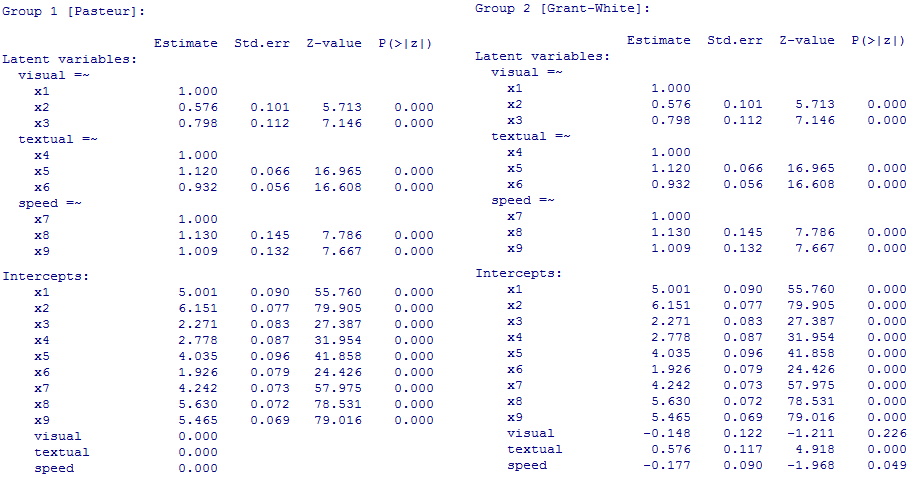 Group 1 [Pasteur]:
Estimate Std.err Z-value P(>|z|)
Latent variables:
visual =~
x1 1.000
x2 0.576 0.101 5.713 0.000
x3 0.798 0.112 7.146 0.000
textual =~
x4 1.000
x5 1.120 0.066 16.965 0.000
x6 0.932 0.056 16.608 0.000
speed =~
x7 1.000
x8 1.130 0.145 7.786 0.000
x9 1.009 0.132 7.667 0.000
Intercepts:
x1 5.001 0.090 55.760 0.000
x2 6.151 0.077 79.905 0.000
x3 2.271 0.083 27.387 0.000
x4 2.778 0.087 31.954 0.000
x5 4.035 0.096 41.858 0.000
x6 1.926 0.079 24.426 0.000
x7 4.242 0.073 57.975 0.000
x8 5.630 0.072 78.531 0.000
x9 5.465 0.069 79.016 0.000
visual 0.000
textual 0.000
speed 0.000
Group 2 [Grant-White]:
Estimate Std.err Z-value P(>|z|)
Latent variables:
visual =~
x1 1.000
x2 0.576 0.101 5.713 0.000
x3 0.798 0.112 7.146 0.000
textual =~
x4 1.000
x5 1.120 0.066 16.965 0.000
x6 0.932 0.056 16.608 0.000
speed =~
x7 1.000
x8 1.130 0.145 7.786 0.000
x9 1.009 0.132 7.667 0.000
Intercepts:
x1 5.001 0.090 55.760 0.000
x2 6.151 0.077 79.905 0.000
x3 2.271 0.083 27.387 0.000
x4 2.778 0.087 31.954 0.000
x5 4.035 0.096 41.858 0.000
x6 1.926 0.079 24.426 0.000
x7 4.242 0.073 57.975 0.000
x8 5.630 0.072 78.531 0.000
x9 5.465 0.069 79.016 0.000
visual -0.148 0.122 -1.211 0.226
textual 0.576 0.117 4.918 0.000
speed -0.177 0.090 -1.968 0.049